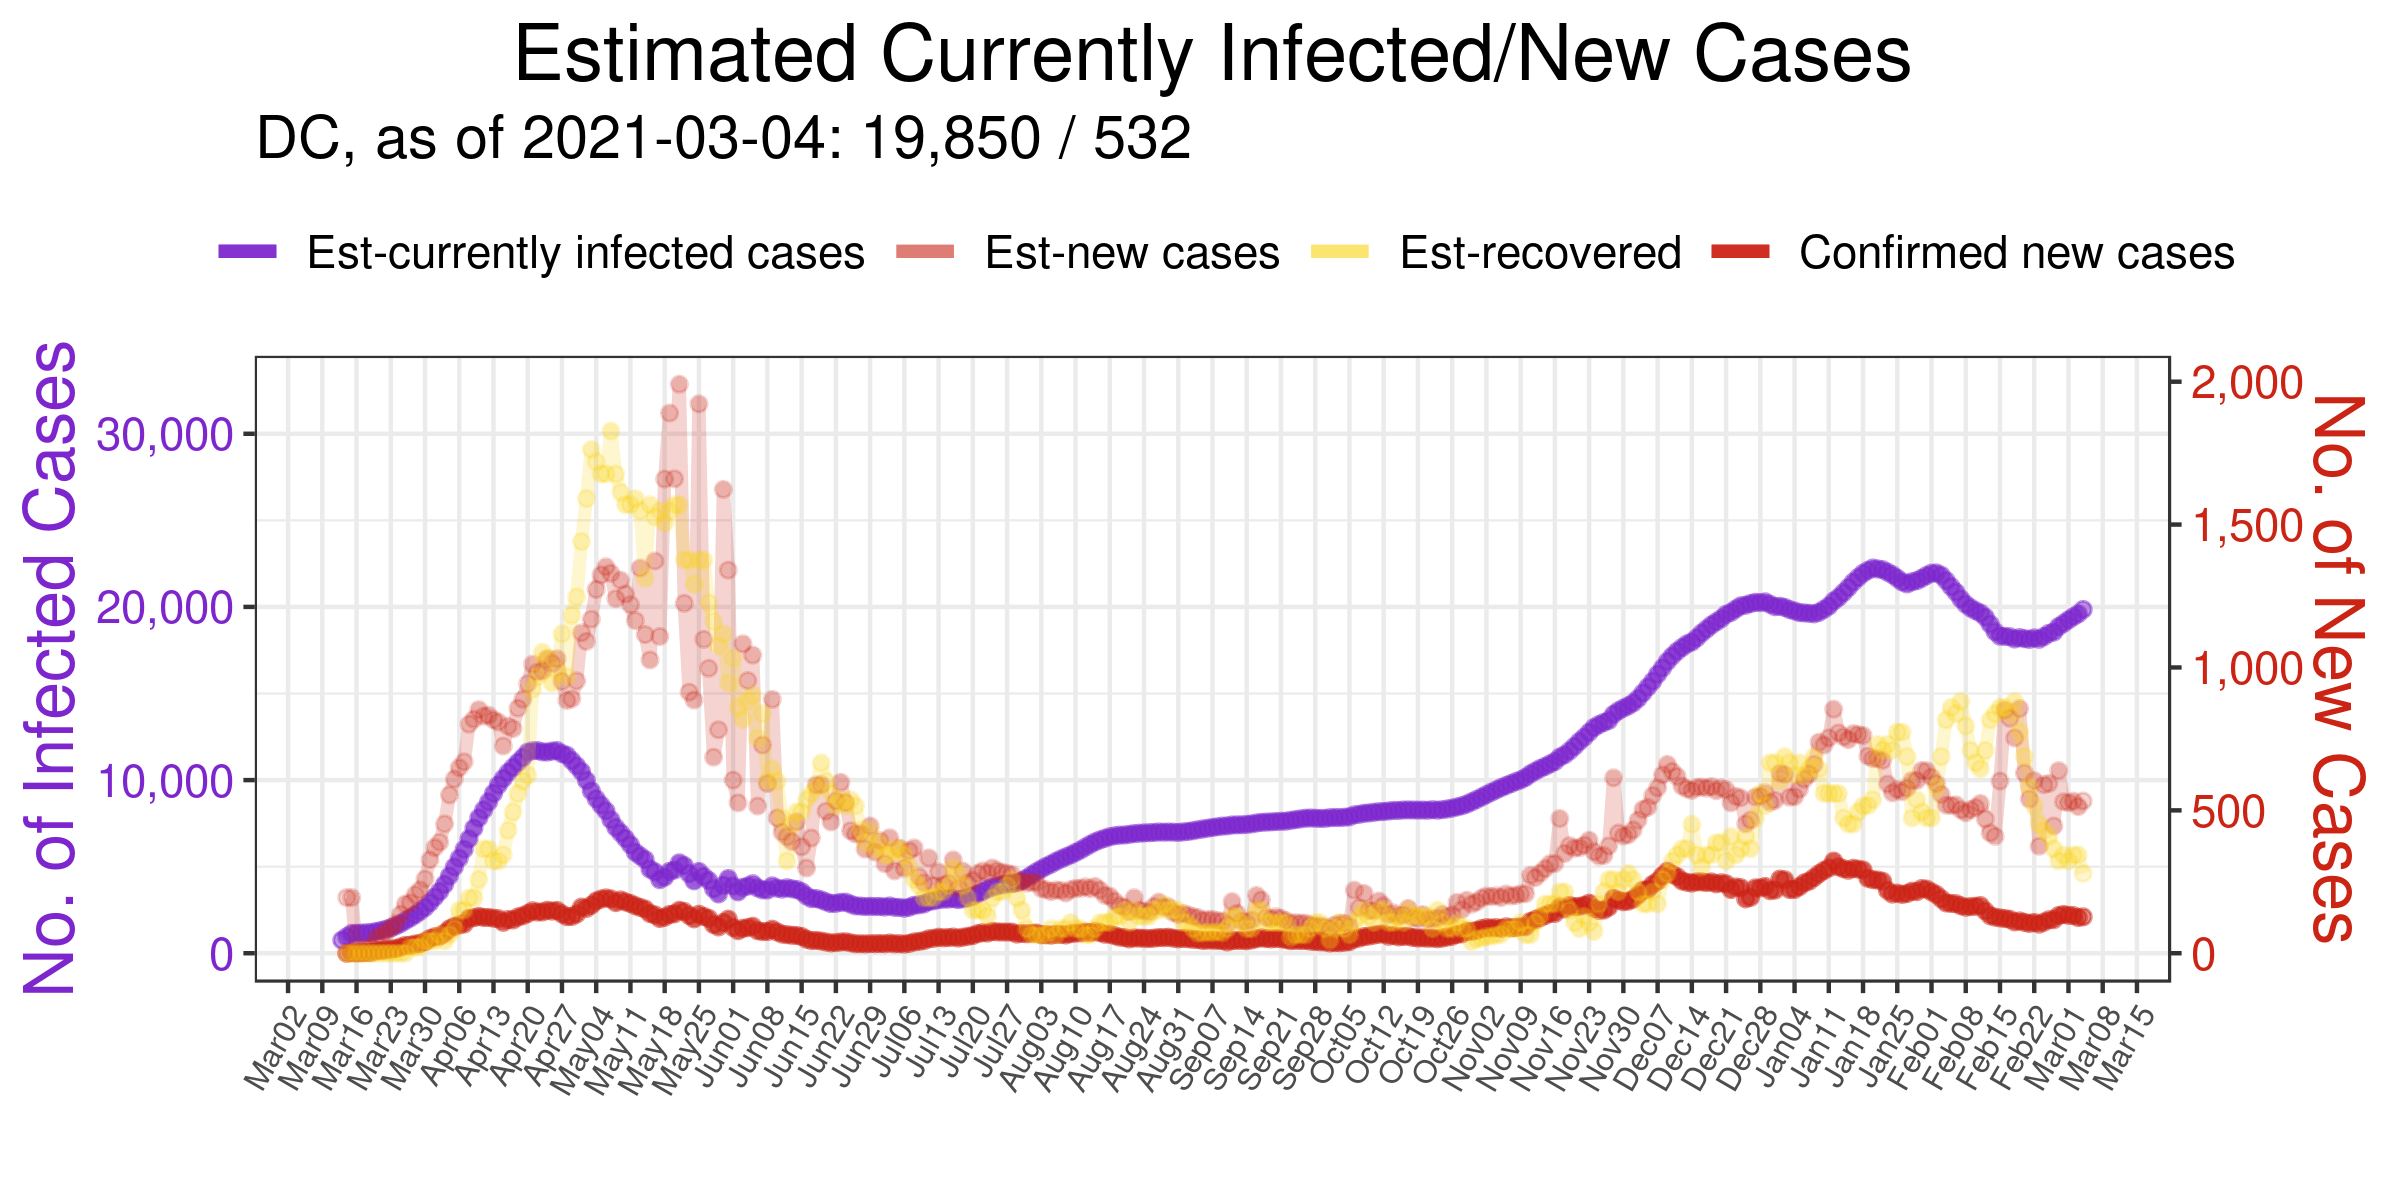 Estimated Currently Infected/New Cases
DC, as of 2021-03-04: 19,850 / 532
Est-currently infected cases Est-new cases Est-recovered Confirmed new cases
No. of Infected Cases
30,000
20,000
10,000
0
2,000
1,500
1,000
500
0
No. of New Cases
Mar02 Mar09 Mar16 Mar23 Mar30 Apr06 Apr13 Apr20 Apr27 May04 May11 May18 May25 Jun01 Jun08 Jun15 Jun22 Jun29 Jul06 Jul13 Jul20 Jul27 Aug03 Aug10 Aug17 Aug24 Aug31 Sep07 Sep14 Sep21 Sep28 Oct05 Oct12 Oct19 Oct26 Nov02 Nov09 Nov16 Nov23 Nov30 Dec07 Dec14 Dec21 Dec28 Jan04 Jan11 Jan18 Jan25 Feb01 Feb08 Feb15 Feb22 Mar01 Mar08 Mar15